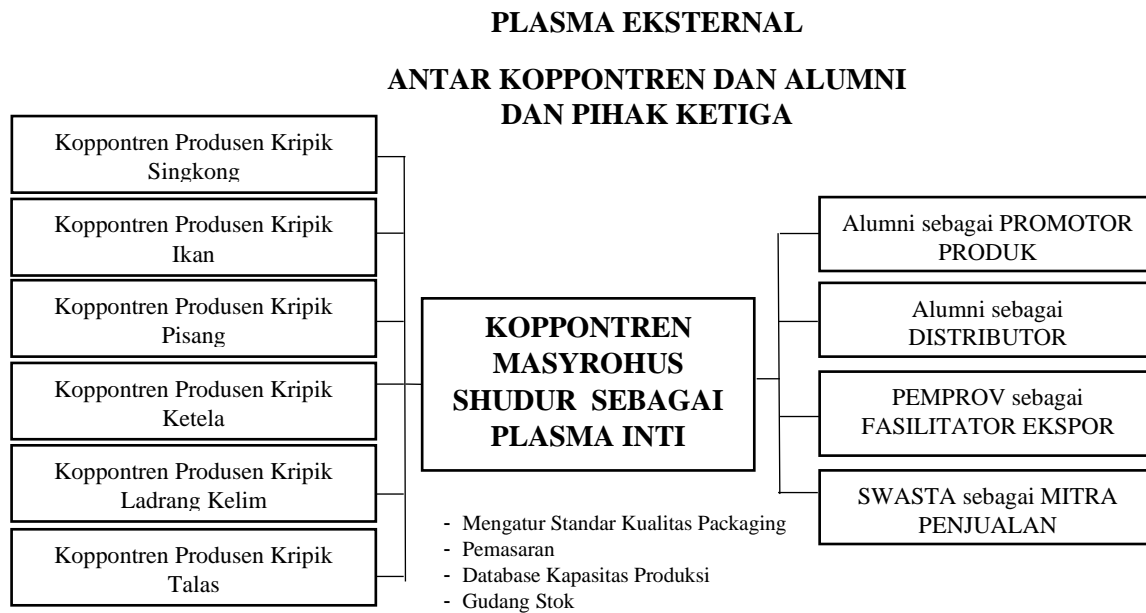 PLASMA EKSTERNAL
ANTAR KOPPONTREN DAN ALUMNI
DAN PIHAK KETIGA
Koppontren Produsen Kripik
Singkong
Koppontren Produsen Kripik
Ikan
Koppontren Produsen Kripik
Pisang
Koppontren Produsen Kripik
Ketela
Koppontren Produsen Kripik
Ladrang Kelim
Koppontren Produsen Kripik
Talas
KOPPONTREN
MASYROHUS
SHUDUR SEBAGAI
PLASMA INTI
- Mengatur Standar Kualitas Packaging
- Pemasaran
- Database Kapasitas Produksi
- Gudang Stok
Alumni sebagai PROMOTOR
PRODUK
Alumni sebagai
DISTRIBUTOR
PEMPROV sebagai
FASILITATOR EKSPOR
SWASTA sebagai MITRA
PENJUALAN